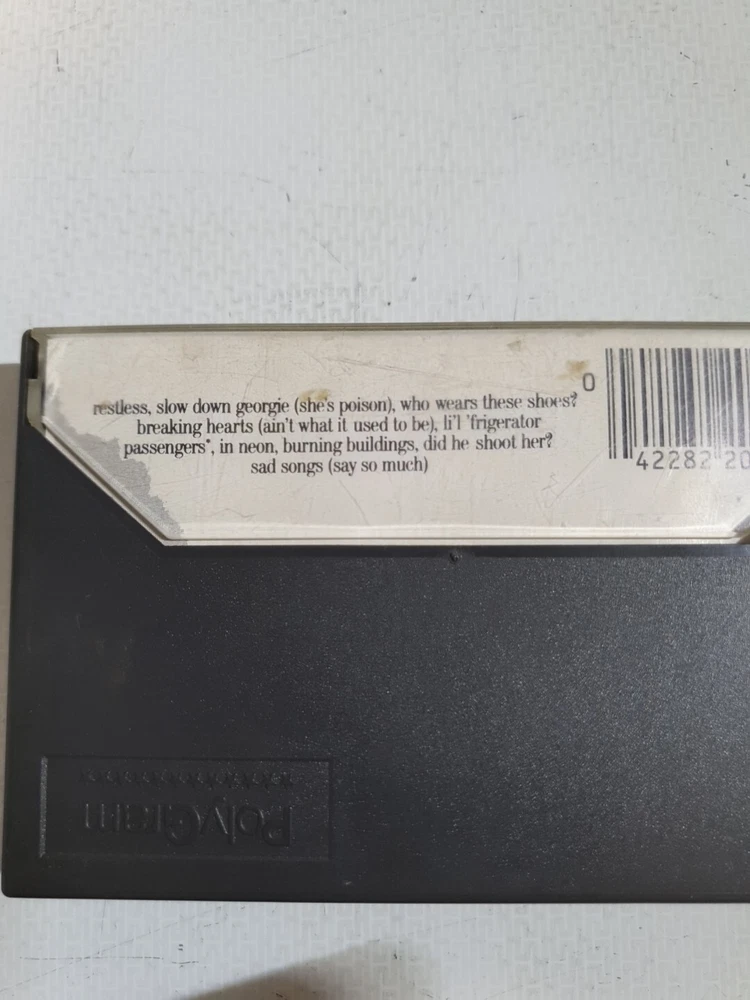 restless, slow down georgie (she's poison), who wears these shoes?
breaking hearts (ain't what it used to be), li'l 'frigerator
passengers*, in neon, burning buildings, did he shoot her?
sad songs (say so much)
0
42282 20
PolyGram